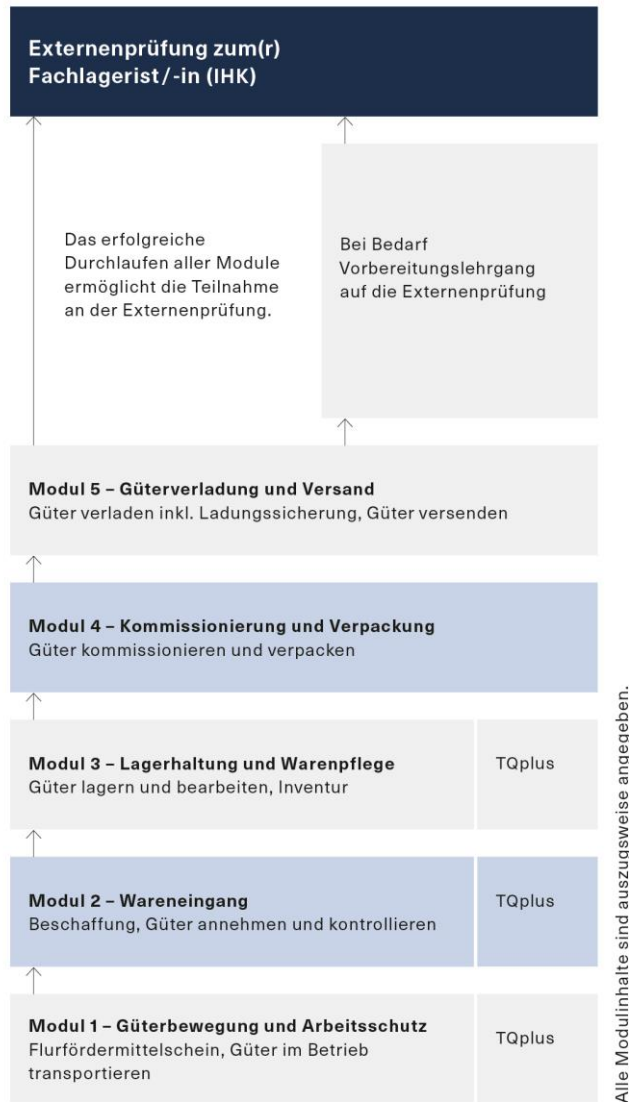 Externenprüfung zum(r)
Fachlagerist/-in (IHK)
Das erfolgreiche
Durchlaufen aller Module
ermöglicht die Teilnahme
an der Externenprüfung.
Bei Bedarf
Vorbereitungslehrgang
auf die Externenprüfung
Modul 5 – Güterverladung und Versand
Güter verladen inkl. Ladungssicherung, Güter versenden
Modul 4 – Kommissionierung und Verpackung
Güter kommissionieren und verpacken
Modul 3 – Lagerhaltung und Warenpflege
Güter lagern und bearbeiten, Inventur
TQplus
Modul 2 – Wareneingang
Beschaffung, Güter annehmen und kontrollieren
TQplus
Modul 1 – Güterbewegung und Arbeitsschutz
Flurfördermittelschein, Güter im Betrieb
transportieren
TQplus
Alle Modulinhalte sind auszugsweise angegeben.